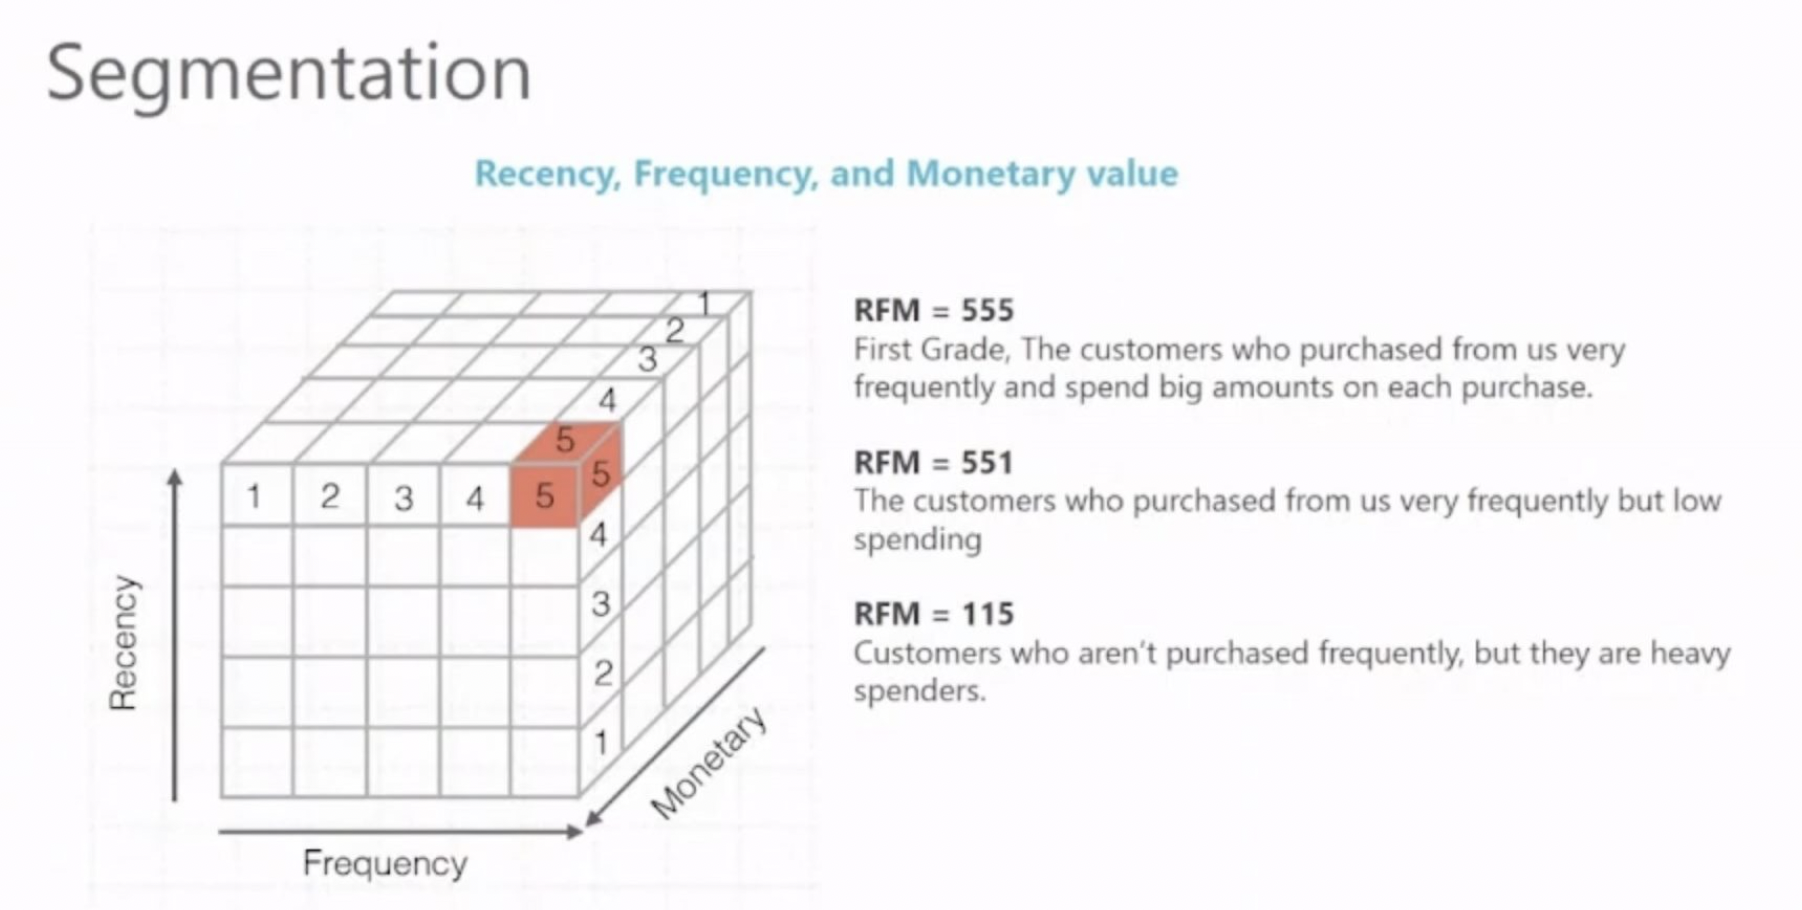 Segmentation
Recency, Frequency, and Monetary value
1
2
3
4
5
1 2 3 4 5 5
4
3
2
1
Recency
Frequency
Monetary
RFM = 555
First Grade, The customers who purchased from us very
frequently and spend big amounts on each purchase.
RFM = 551
The customers who purchased from us very frequently but low
spending
RFM = 115
Customers who aren't purchased frequently, but they are heavy
spenders.